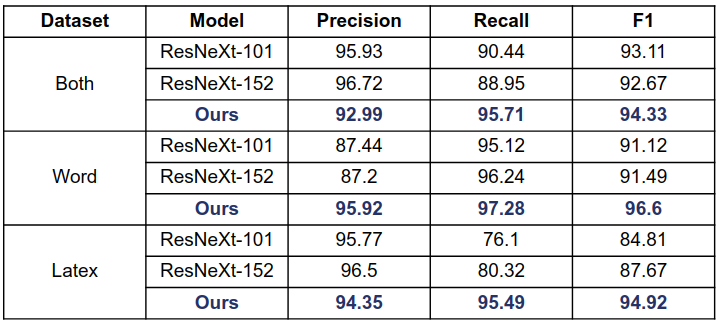 Dataset Model Precision Recall F1
ResNeXt-101 95.93 90.44 93.11
Both ResNeXt-152 96.72 88.95 92.67
Ours 92.99 95.71 94.33
ResNeXt-101 87.44 95.12 91.12
Word ResNeXt-152 87.2 96.24 91.49
Ours 95.92 97.28 96.6
ResNeXt-101 95.77 76.1 84.81
Latex ResNeXt-152 96.5 80.32 87.67
Ours 94.35 95.49 94.92